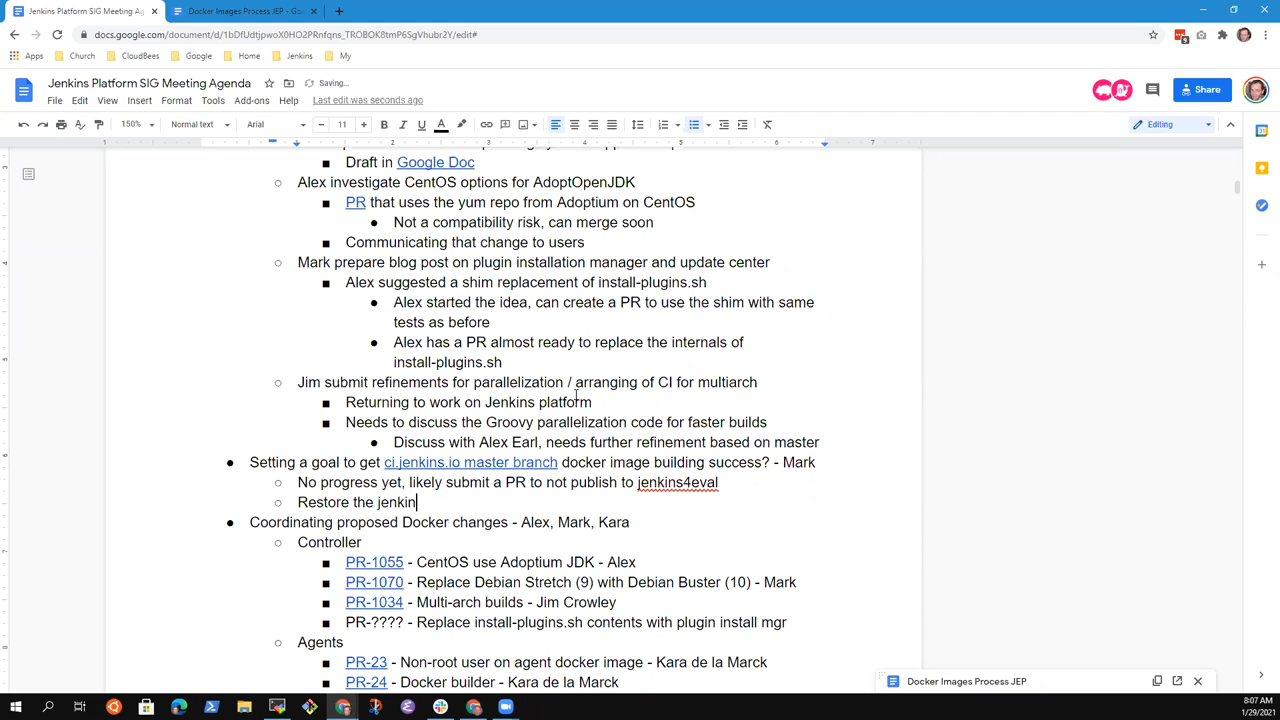 Jenkins Platform SIG Meeting Ag
Docker Images Process JEP - Go
docs.google.com/document/d/1bDfUdtjpwoX0HO2PRnfqns_TROBOK8tmP6SgVhubr2Y/edit#
Apps Church CloudBees Google Home Jenkins My
Jenkins Platform SIG Meeting Agenda
Saving...
File Edit View Insert Format Tools Add-ons Help Last edit was seconds ago
Share
150% Normal text Arial 11 Editing
Draft in Google Doc
Alex investigate CentOS options for AdoptOpenJDK
PR that uses the yum repo from Adoptium on CentOS
Not a compatibility risk, can merge soon
Communicating that change to users
Mark prepare blog post on plugin installation manager and update center
Alex suggested a shim replacement of install-plugins.sh
Alex started the idea, can create a PR to use the shim with same
tests as before
Alex has a PR almost ready to replace the internals of
install-plugins.sh
Jim submit refinements for parallelization / arranging of CI for multiarch
Returning to work on Jenkins platform
Needs to discuss the Groovy parallelization code for faster builds
Discuss with Alex Earl, needs further refinement based on master
Setting a goal to get ci.jenkins.io master branch docker image building success? - Mark
No progress yet, likely submit a PR to not publish to jenkins4eval
Restore the jenkin
Coordinating proposed Docker changes - Alex, Mark, Kara
Controller
PR-1055 - CentOS use Adoptium JDK - Alex
PR-1070 - Replace Debian Stretch (9) with Debian Buster (10) - Mark
PR-1034 - Multi-arch builds - Jim Crowley
PR-???? - Replace install-plugins.sh contents with plugin install mgr
Agents
PR-23 - Non-root user on agent docker image - Kara de la Marck
PR-24 - Docker builder - Kara de la Marck
Docker Images Process JEP
8:07 AM
1/29/2021